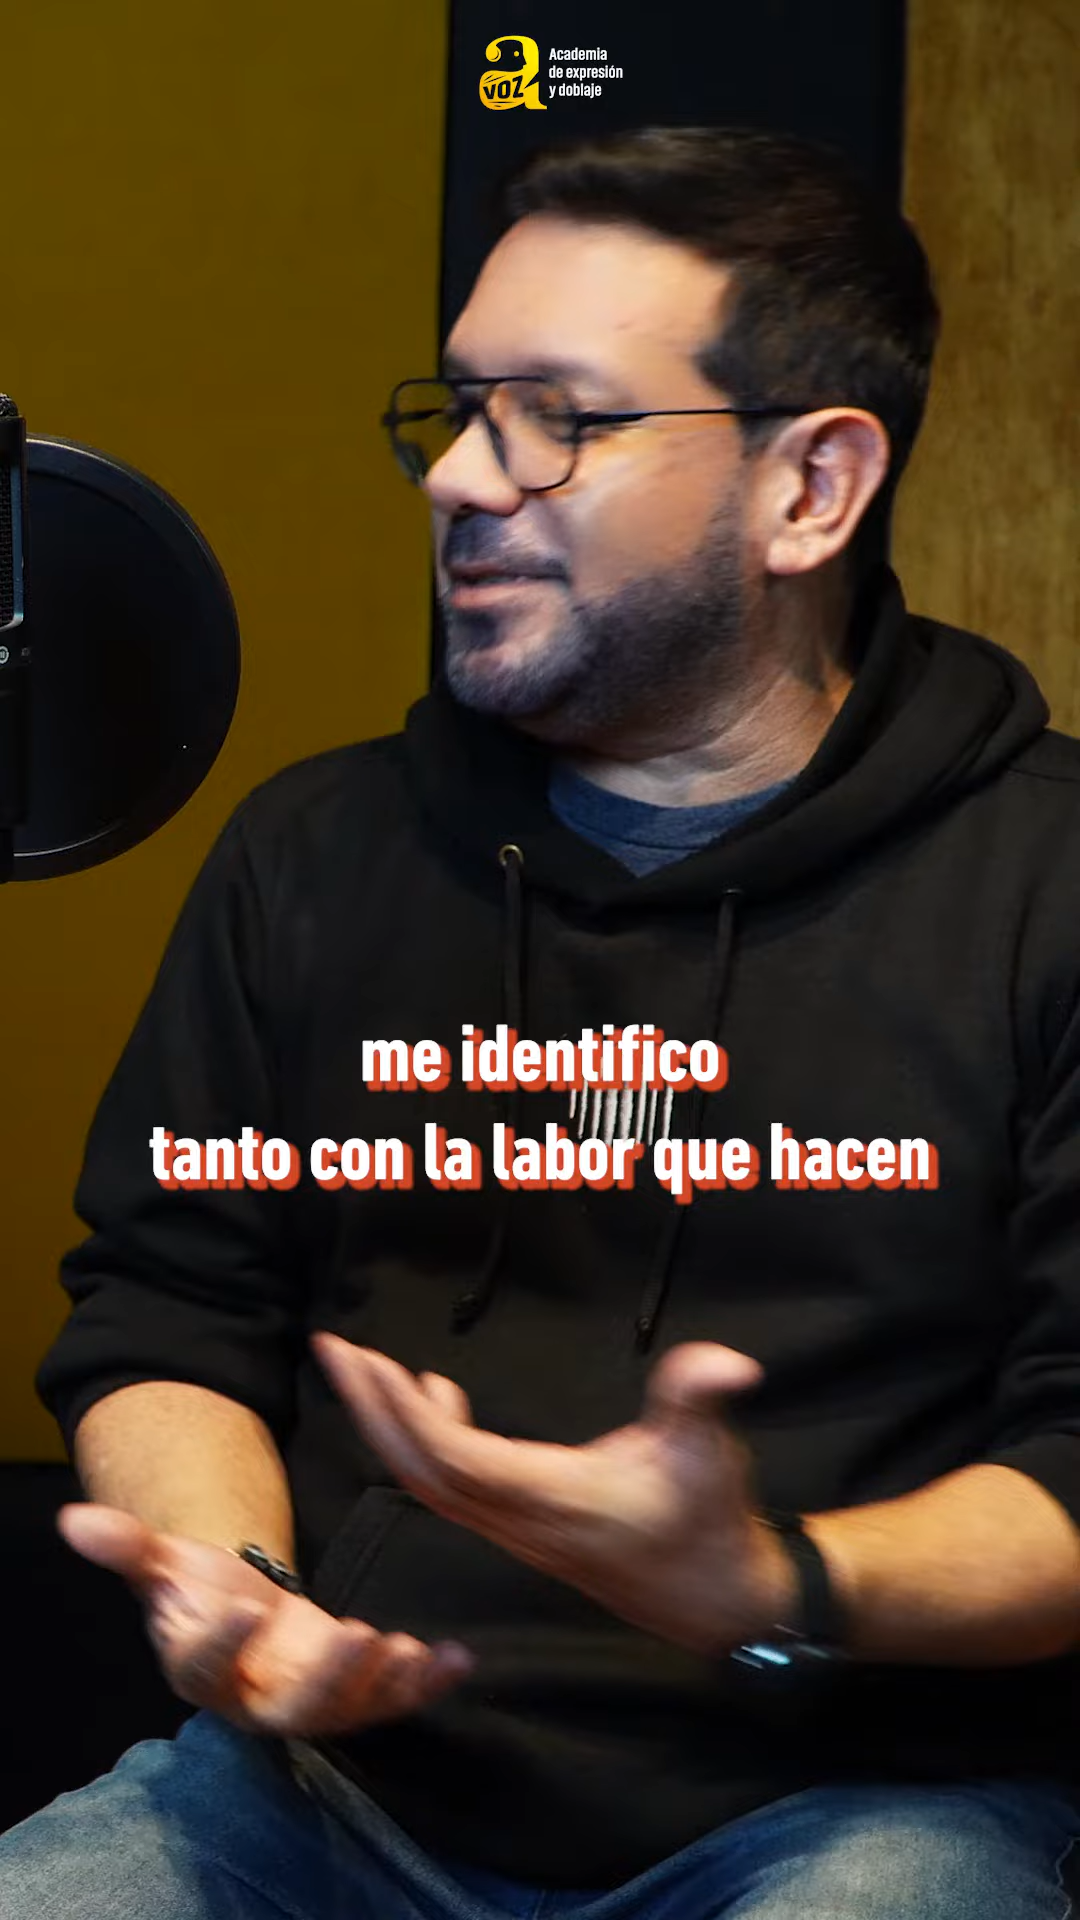 a
VOZ
Academia
de expresión
y doblaje
me identifico
tanto con la labor que hacen